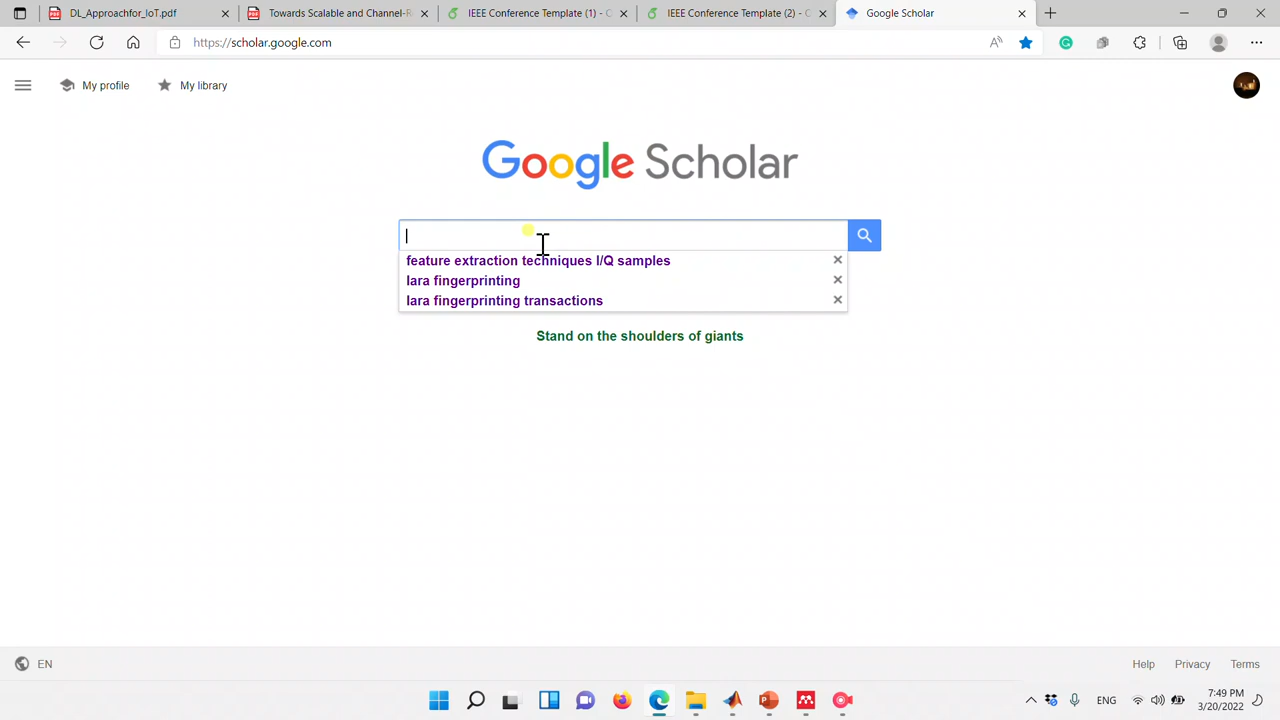 DL_Approachfor_IoT.pdf
Towards Scalable and Channel-R
IEEE Conference Template (1) - C
IEEE Conference Template (2) - C
Google Scholar
https://scholar.google.com
My profile
My library
Google Scholar
feature extraction techniques I/Q samples
lara fingerprinting
lara fingerprinting transactions
Stand on the shoulders of giants
EN
Help
Privacy
Terms
ENG
7:49 PM
3/20/2022